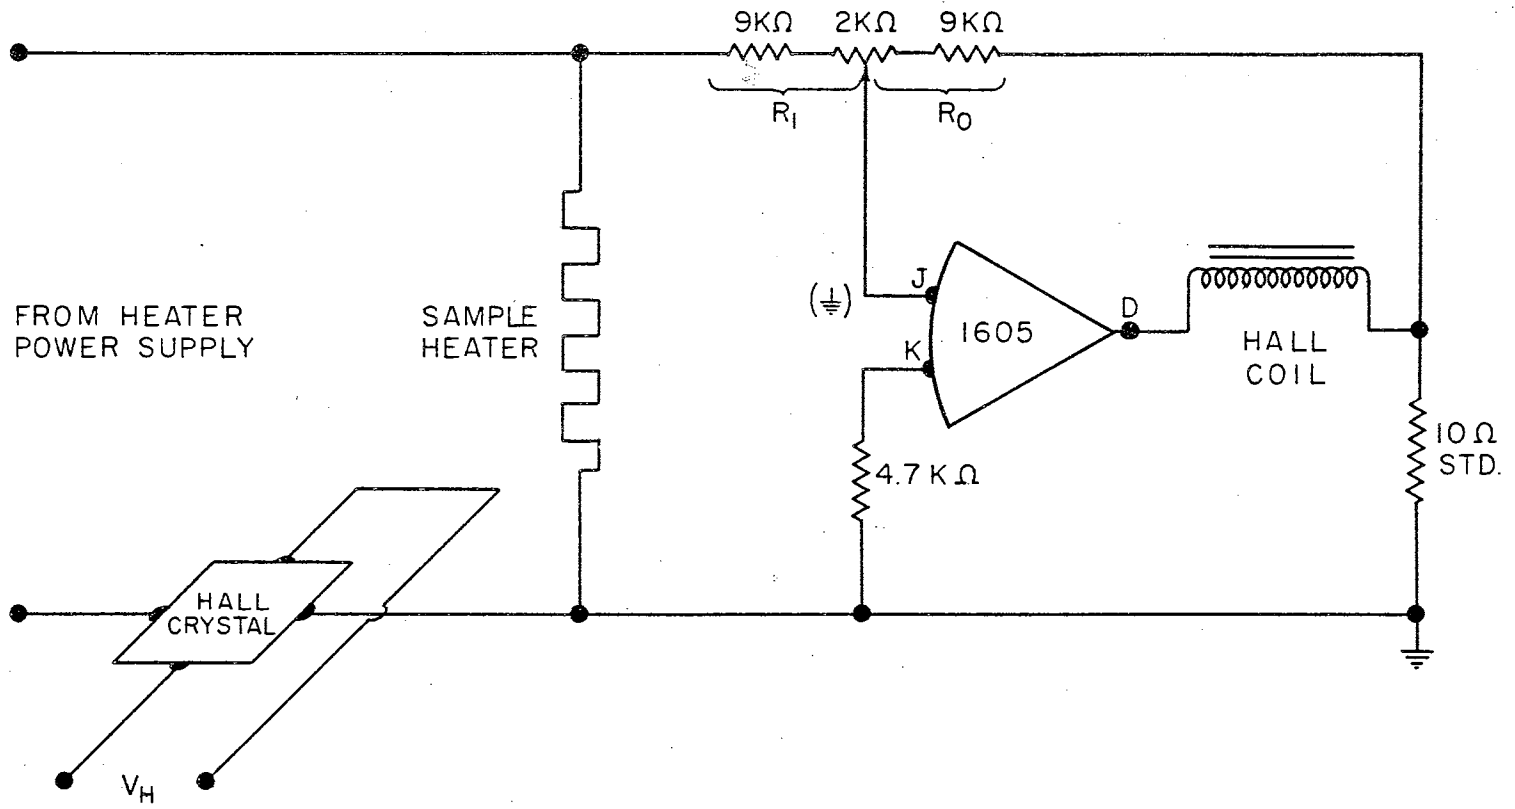 9KΩ 2KΩ 9KΩ
R1 R0
FROM HEATER
POWER SUPPLY
SAMPLE
HEATER
J
(⏚)
1605
D
K
HALL
COIL
4.7 KΩ
10Ω
STD.
HALL
CRYSTAL
VH